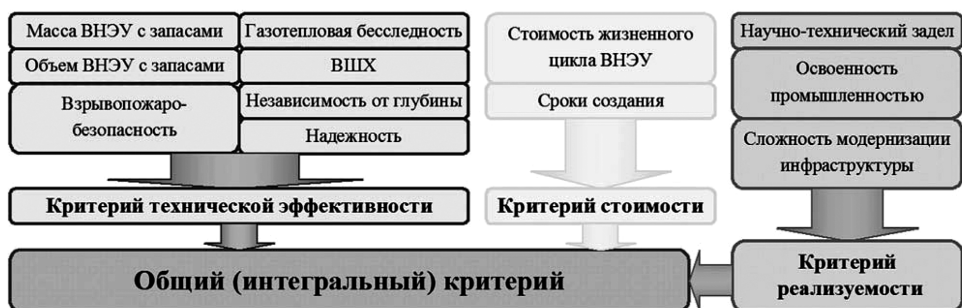 Масса ВНЭУ с запасами
Объем ВНЭУ с запасами
Взрывопожаро-
безопасность
Газотепловая бесследность
ВШХ
Независимость от глубины
Надежность
Критерий технической эффективности
Стоимость жизненного
цикла ВНЭУ
Сроки создания
Критерий стоимости
Научно-технический задел
Освоенность
промышленностью
Сложность модернизации
инфраструктуры
Критерий
реализуемости
Общий (интегральный) критерий